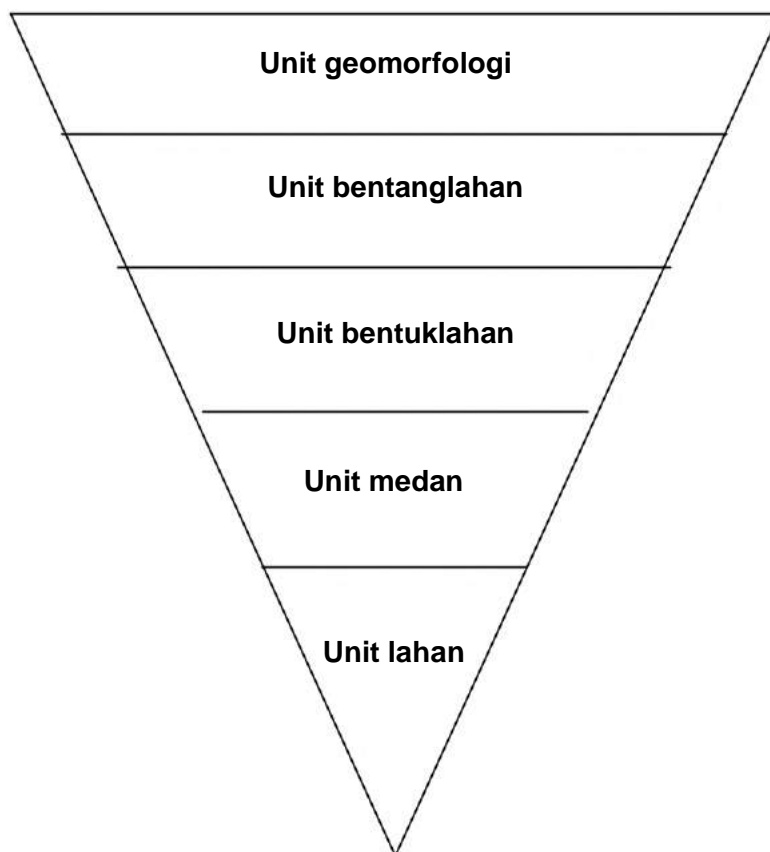 Unit geomorfologi
Unit bentanglahan
Unit bentuklahan
Unit medan
Unit lahan